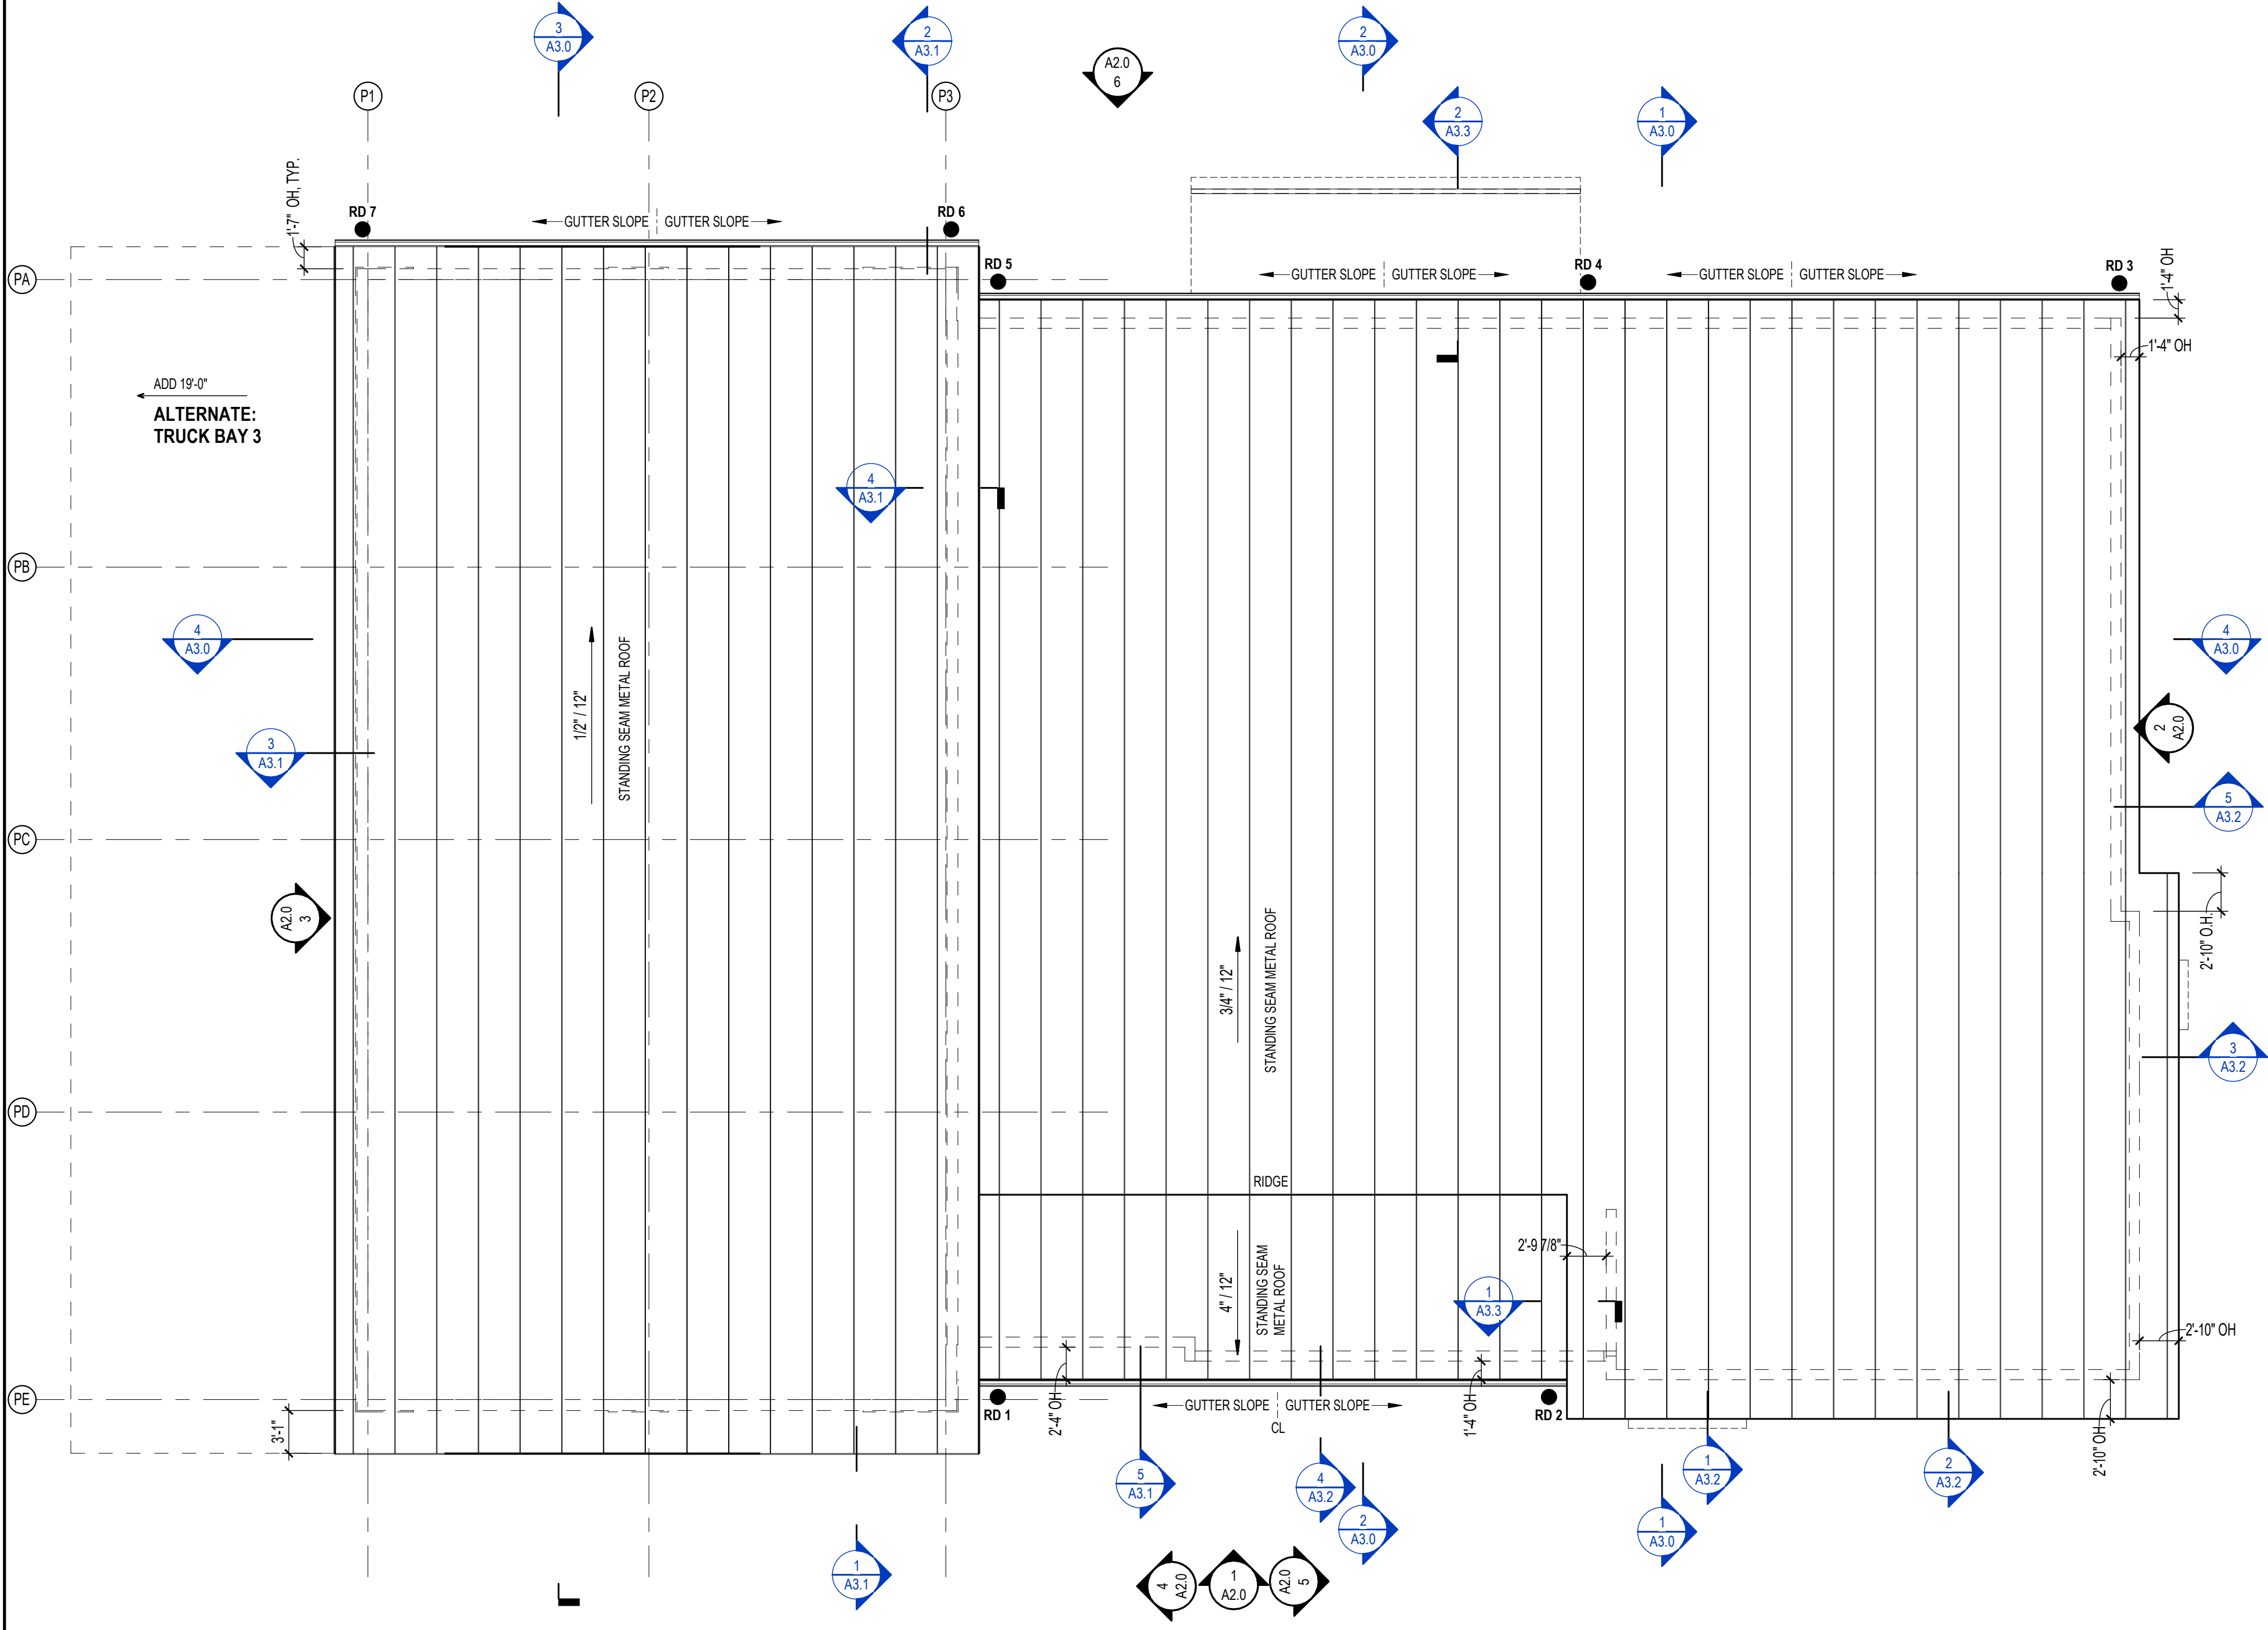 3
A3.0
2
A3.1
A2.0
6
2
A3.0
2
A3.3
1
A3.0
P1
P2
P3
1'-7" OH, TYP.
RD 7
GUTTER SLOPE
GUTTER SLOPE
RD 6
RD 5
GUTTER SLOPE
GUTTER SLOPE
RD 4
GUTTER SLOPE
GUTTER SLOPE
RD 3
1'-4" OH
1'-4" OH
PA
ADD 19'-0"
ALTERNATE:
TRUCK BAY 3
4
A3.1
PB
4
A3.0
4
A3.0
1/2" / 12"
STANDING SEAM METAL ROOF
3
A3.1
2
A2.0
5
A3.2
PC
A2.0
3
2'-10" O.H.
3/4" / 12"
STANDING SEAM METAL ROOF
3
A3.2
PD
RIDGE
2'-9 7/8"
4" / 12"
STANDING SEAM
METAL ROOF
1
A3.3
2'-10" OH
PE
3'-1"
RD 1
2'-4" OH
GUTTER SLOPE
GUTTER SLOPE
CL
1'-4" OH
RD 2
2'-10" OH
5
A3.1
4
A3.2
1
A3.2
2
A3.2
2
A3.0
1
A3.0
1
A3.1
4
A2.0
1
A2.0
A2.0
5